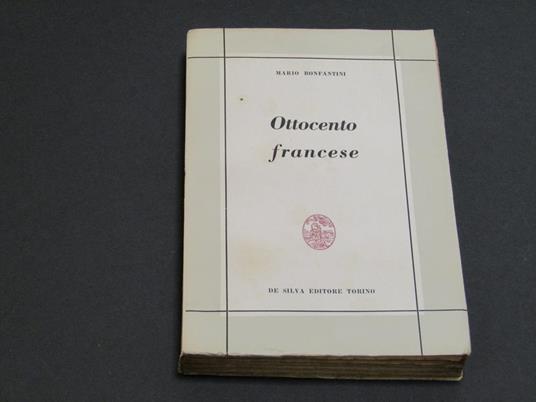 MARIO BONFANTINI
Ottocento
francese
DE SILVA EDITORE TORINO